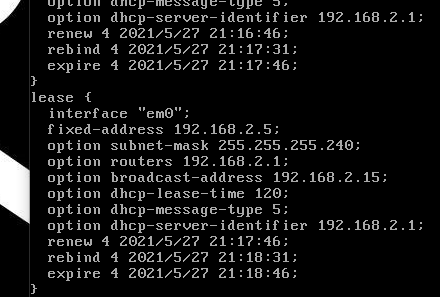 option dhcp-message-type 5;
option dhcp-server-identifier 192.168.2.1;
renew 4 2021/5/27 21:16:46;
rebind 4 2021/5/27 21:17:31;
expire 4 2021/5/27 21:17:46;
}
lease {
interface "em0";
fixed-address 192.168.2.5;
option subnet-mask 255.255.255.240;
option routers 192.168.2.1;
option broadcast-address 192.168.2.15;
option dhcp-lease-time 120;
option dhcp-message-type 5;
option dhcp-server-identifier 192.168.2.1;
renew 4 2021/5/27 21:17:46;
rebind 4 2021/5/27 21:18:31;
expire 4 2021/5/27 21:18:46;
}